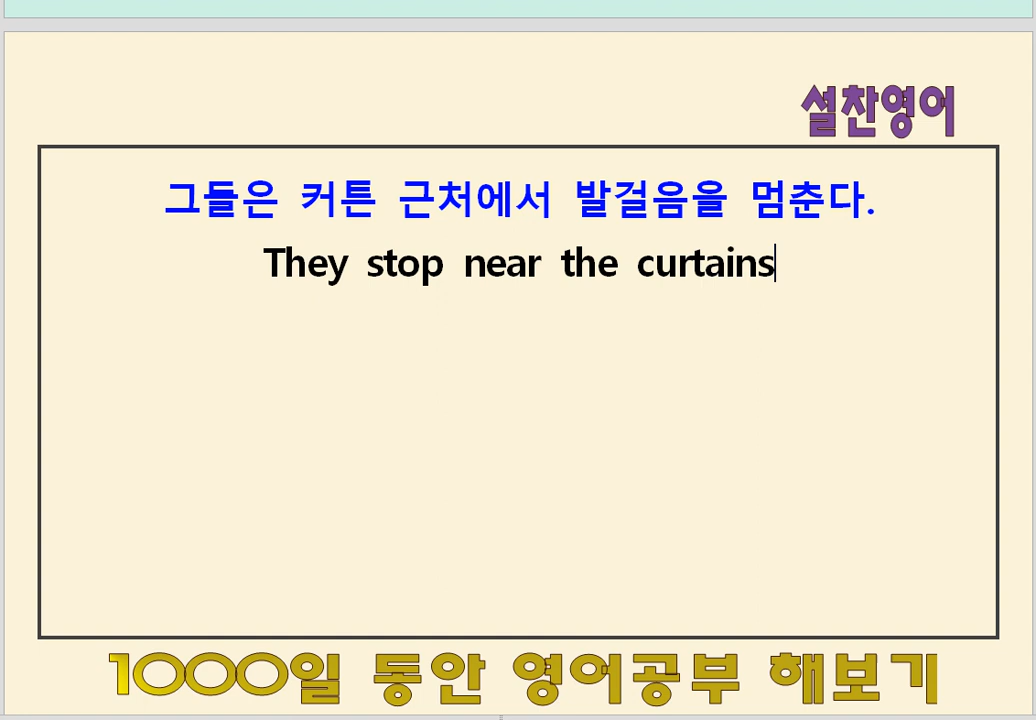 설찬영어
그들은 커튼 근처에서 발걸음을 멈춘다.
They stop near the curtains
1000일 동안 영어공부 해보기